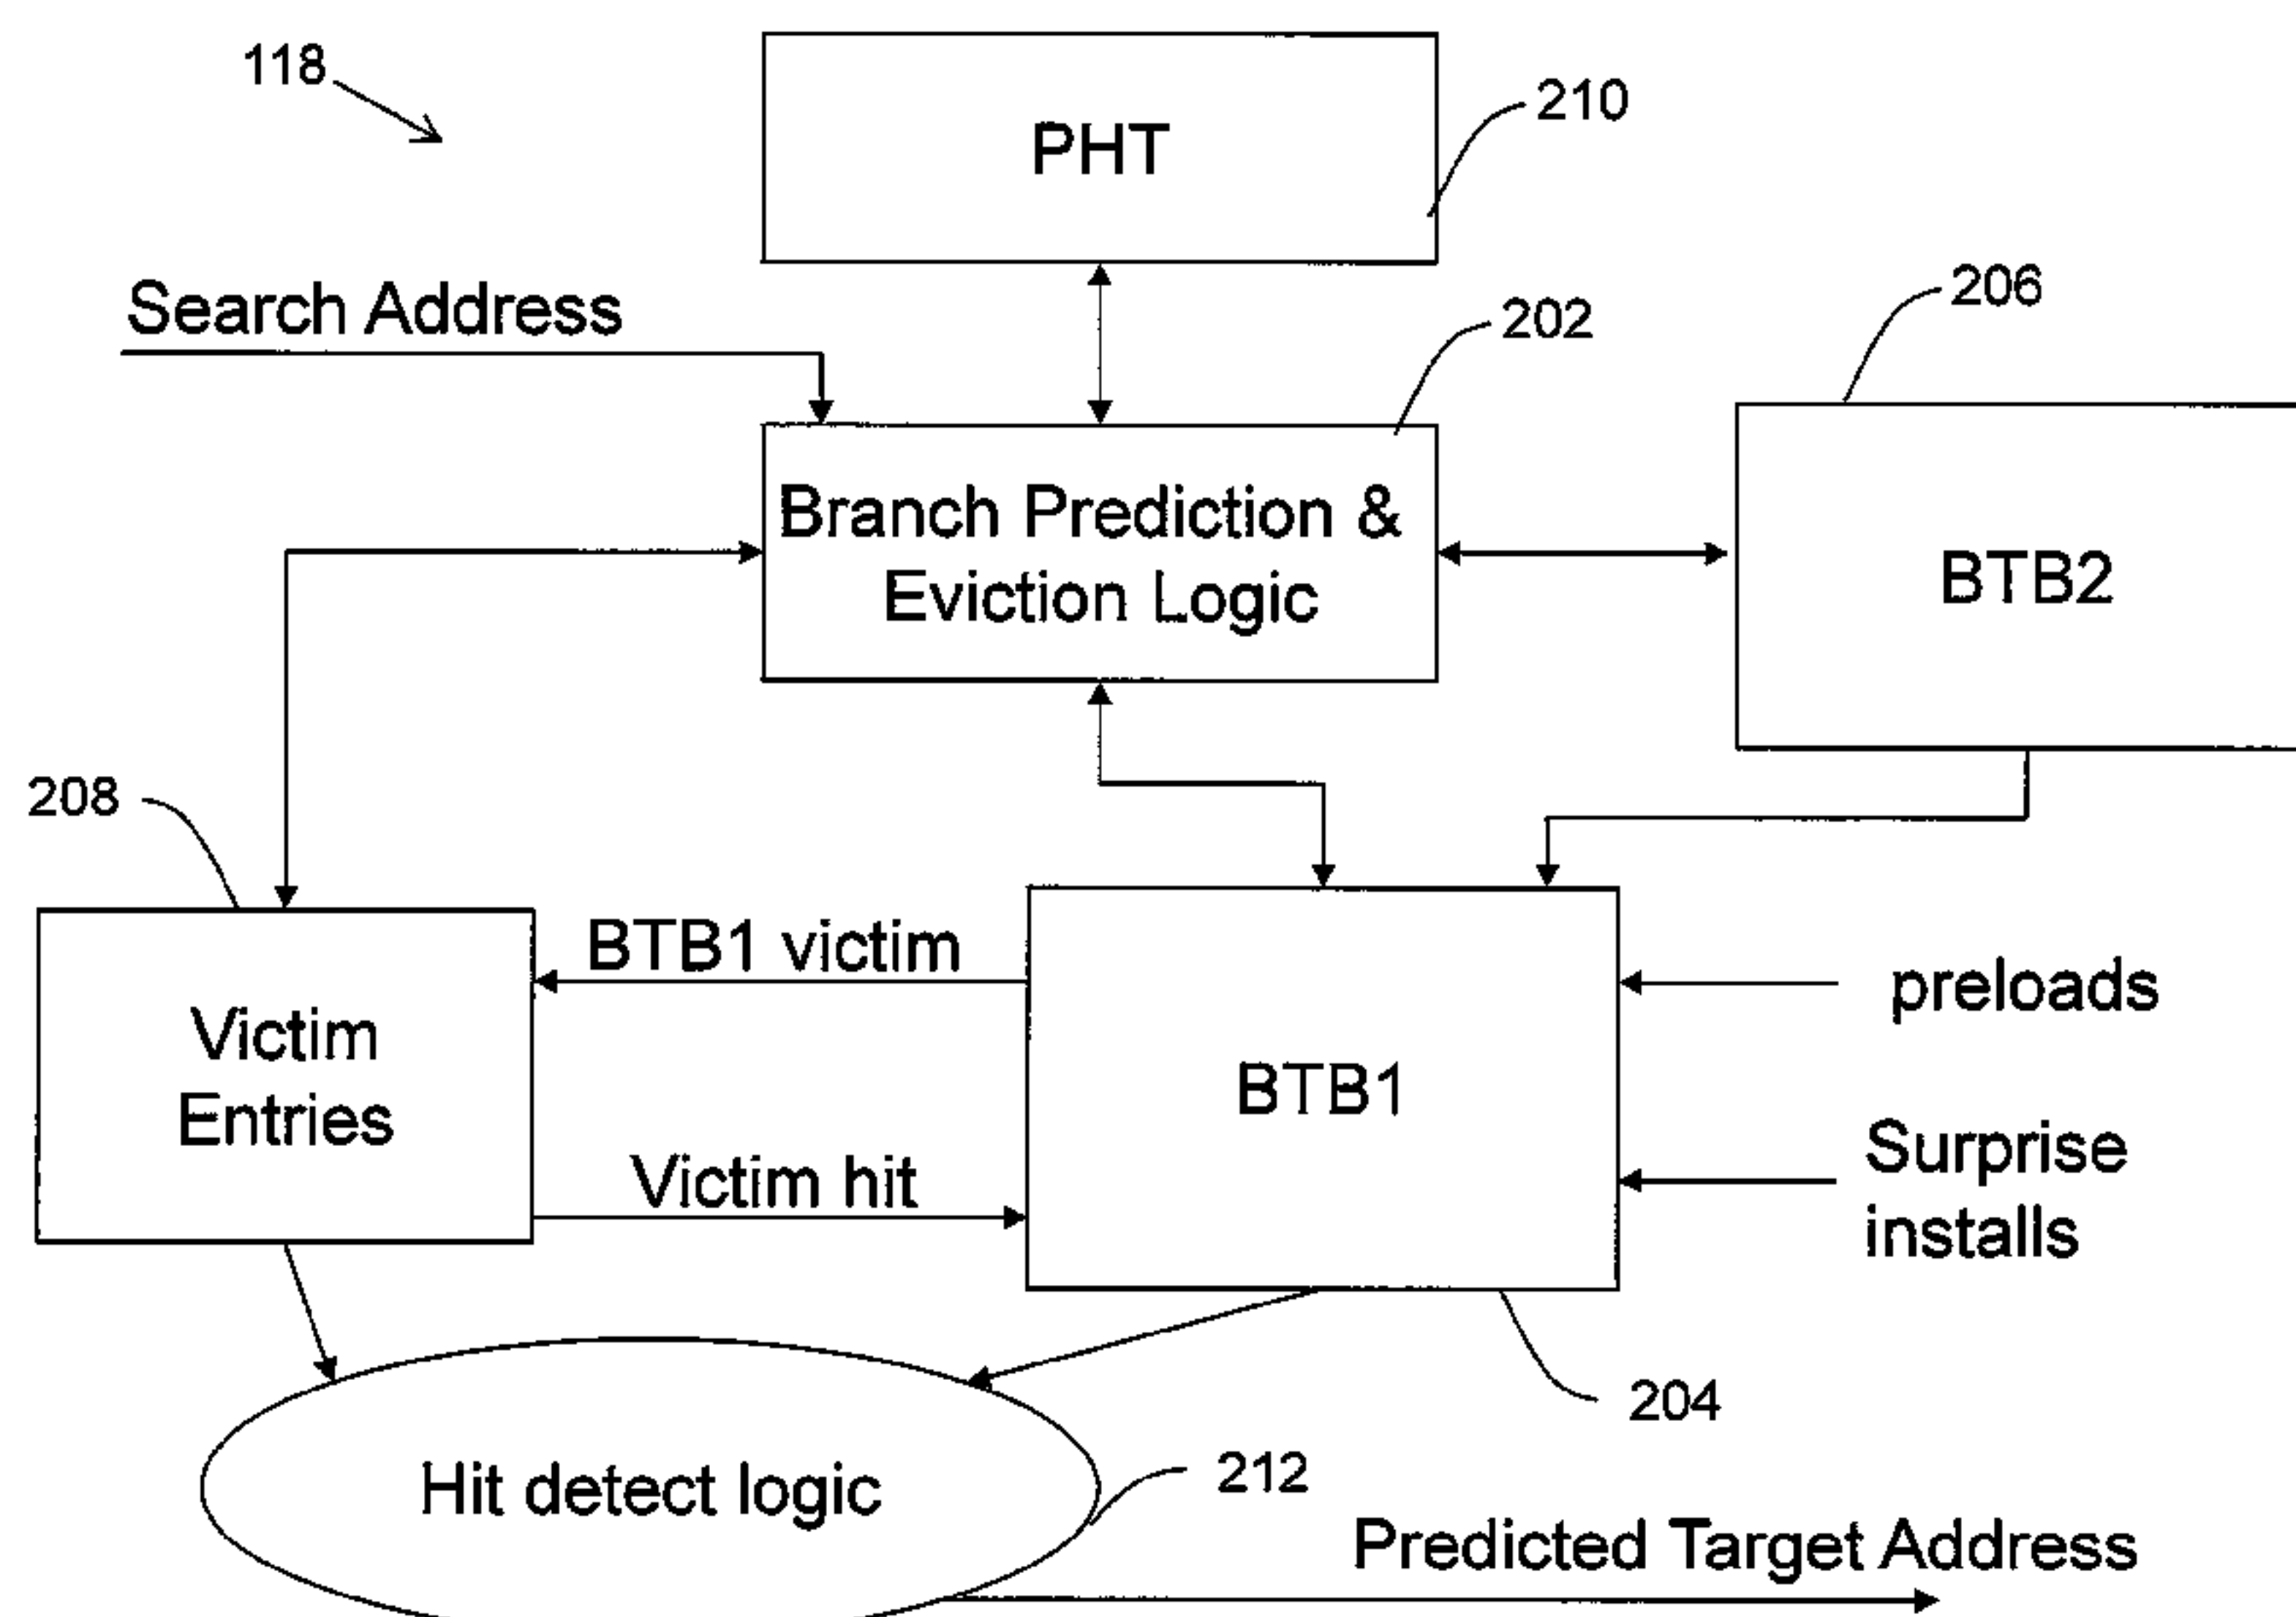 118
PHT
210
Search Address
202
206
Branch Prediction &
Eviction Logic
BTB2
208
BTB1 victim
preloads
Victim
Entries
BTB1
Surprise
installs
Victim hit
204
Hit detect logic
212
Predicted Target Address